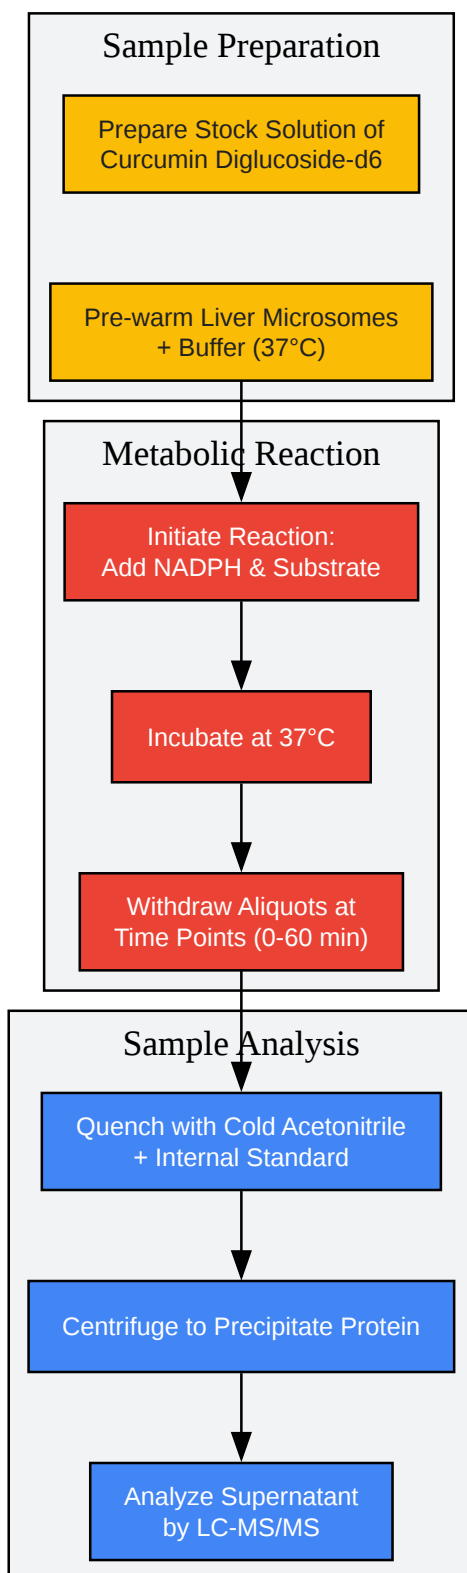 Sample Preparation
Prepare Stock Solution of
Curcumin Diglucoside-d6
Pre-warm Liver Microsomes
+ Buffer (37°C)
Metabolic Reaction
Initiate Reaction:
Add NADPH & Substrate
Incubate at 37°C
Withdraw Aliquots at
Time Points (0-60 min)
Sample Analysis
Quench with Cold Acetonitrile
+ Internal Standard
Centrifuge to Precipitate Protein
Analyze Supernatant
by LC-MS/MS